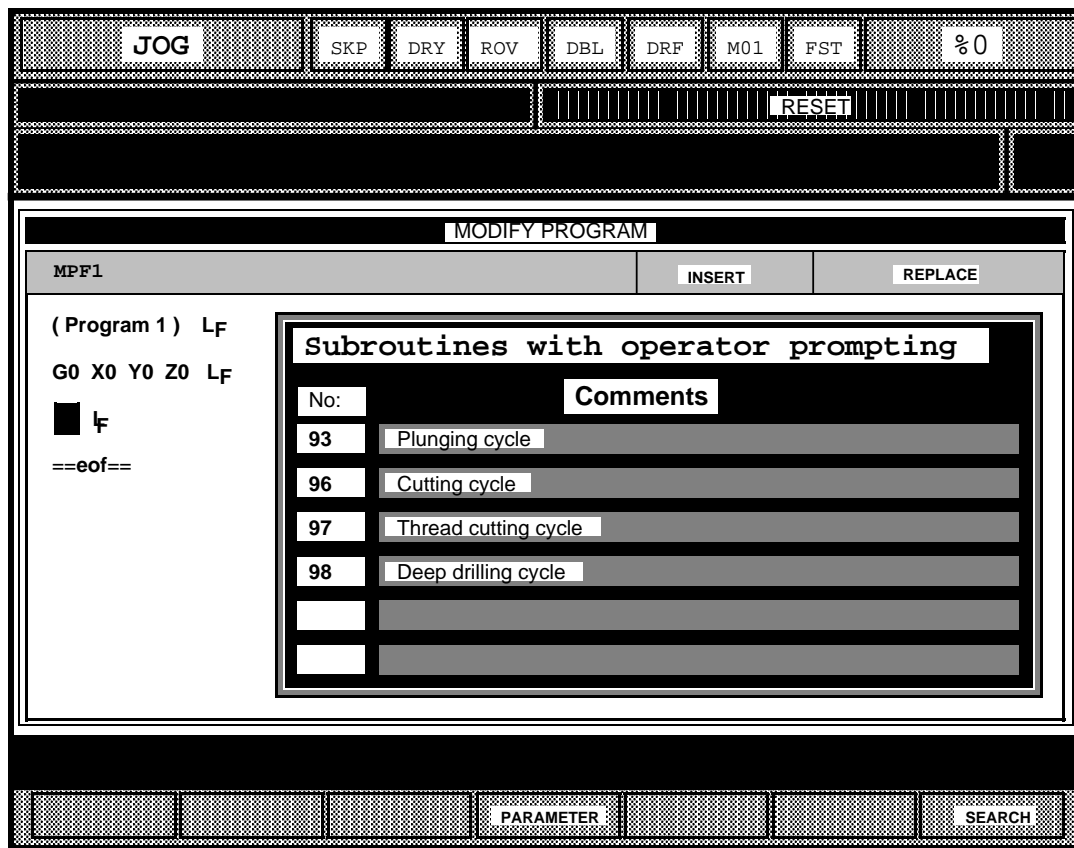 JOG SKP DRY ROV DBL DRF M01 FST %0
RESET
MODIFY PROGRAM
MPF1 INSERT REPLACE
( Program 1 ) LF
G0 X0 Y0 Z0 LF
LF
==eof==
Subroutines with operator prompting
No: Comments
93 Plunging cycle
96 Cutting cycle
97 Thread cutting cycle
98 Deep drilling cycle
PARAMETER SEARCH